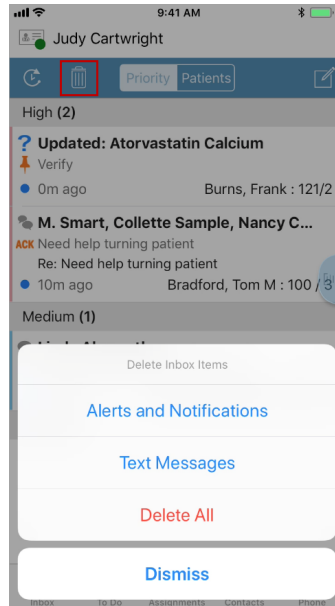 9:41 AM
Judy Cartwright
Priority Patients
High (2)
? Updated: Atorvastatin Calcium
Verify
0m ago Burns, Frank : 121/2
M. Smart, Collette Sample, Nancy C...
ACK Need help turning patient
Re: Need help turning patient
10m ago Bradford, Tom M : 100 / 3
Medium (1)
Delete Inbox Items
Alerts and Notifications
Text Messages
Delete All
Dismiss
Inbox To Do Assignments Contacts Phone